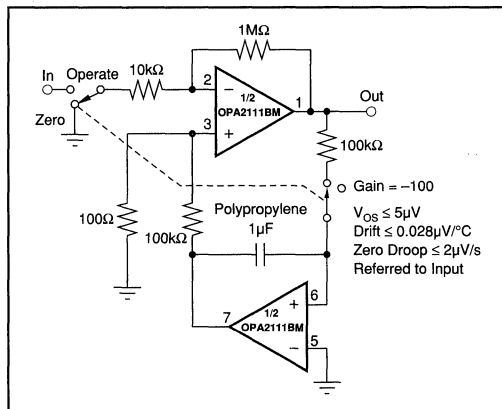 1MΩ
In
Operate
10kΩ
2
−
1/2
OPA2111BM
1
Out
Zero
3
+
100kΩ
Gain = –100
VOS ≤ 5µV
Drift ≤ 0.028µV/°C
Zero Droop ≤ 2µV/s
Referred to Input
100Ω
100kΩ
Polypropylene
1µF
7
1/2
OPA2111BM
6
+
−
5